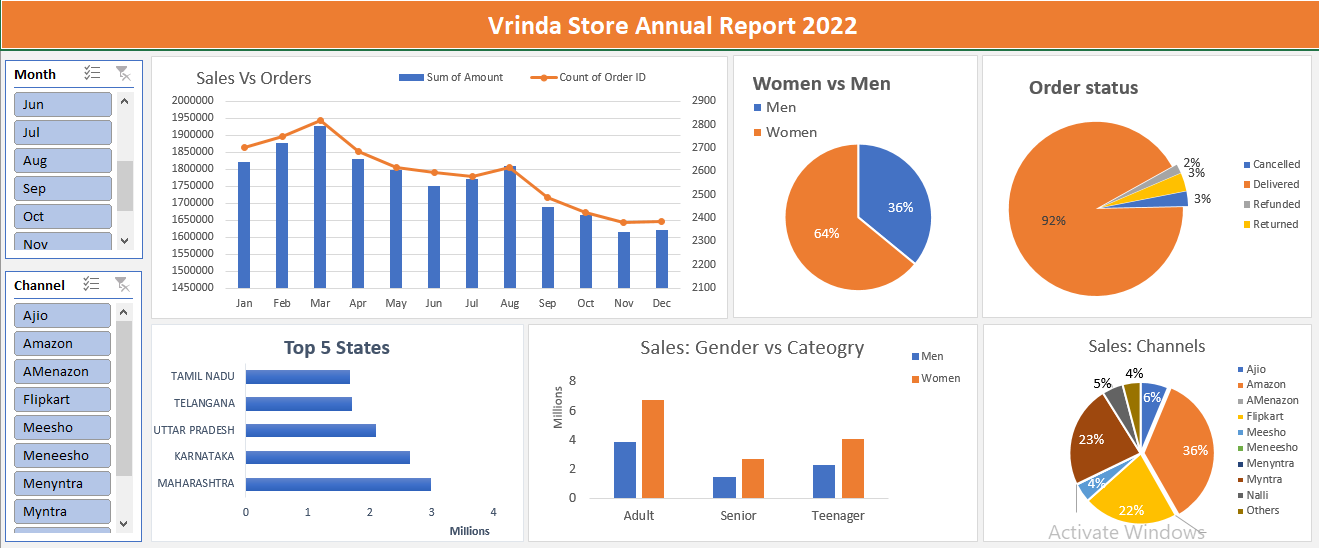 Vrinda Store Annual Report 2022
Month
Jun
Jul
Aug
Sep
Oct
Nov
Channel
Ajio
Amazon
AMenazon
Flipkart
Meesho
Meneesho
Menyntra
Myntra
Sales Vs Orders
Sum of Amount
Count of Order ID
2000000
1950000
1900000
1850000
1800000
1750000
1700000
1650000
1600000
1550000
1500000
1450000
2900
2800
2700
2600
2500
2400
2300
2200
2100
Jan Feb Mar Apr May Jun Jul Aug Sep Oct Nov Dec
Women vs Men
Men
Women
36%
64%
Order status
2%
3%
3%
92%
Cancelled
Delivered
Refunded
Returned
Top 5 States
TAMIL NADU
TELANGANA
UTTAR PRADESH
KARNATAKA
MAHARASHTRA
0 1 2 3 4
Millions
Sales: Gender vs Cateogry
Men
Women
Millions
8
6
4
2
0
Adult Senior Teenager
Sales: Channels
4%
5%
6%
23%
36%
4%
22%
Ajio
Amazon
AMenazon
Flipkart
Meesho
Meneesho
Menyntra
Myntra
Nalli
Others
Activate Windows